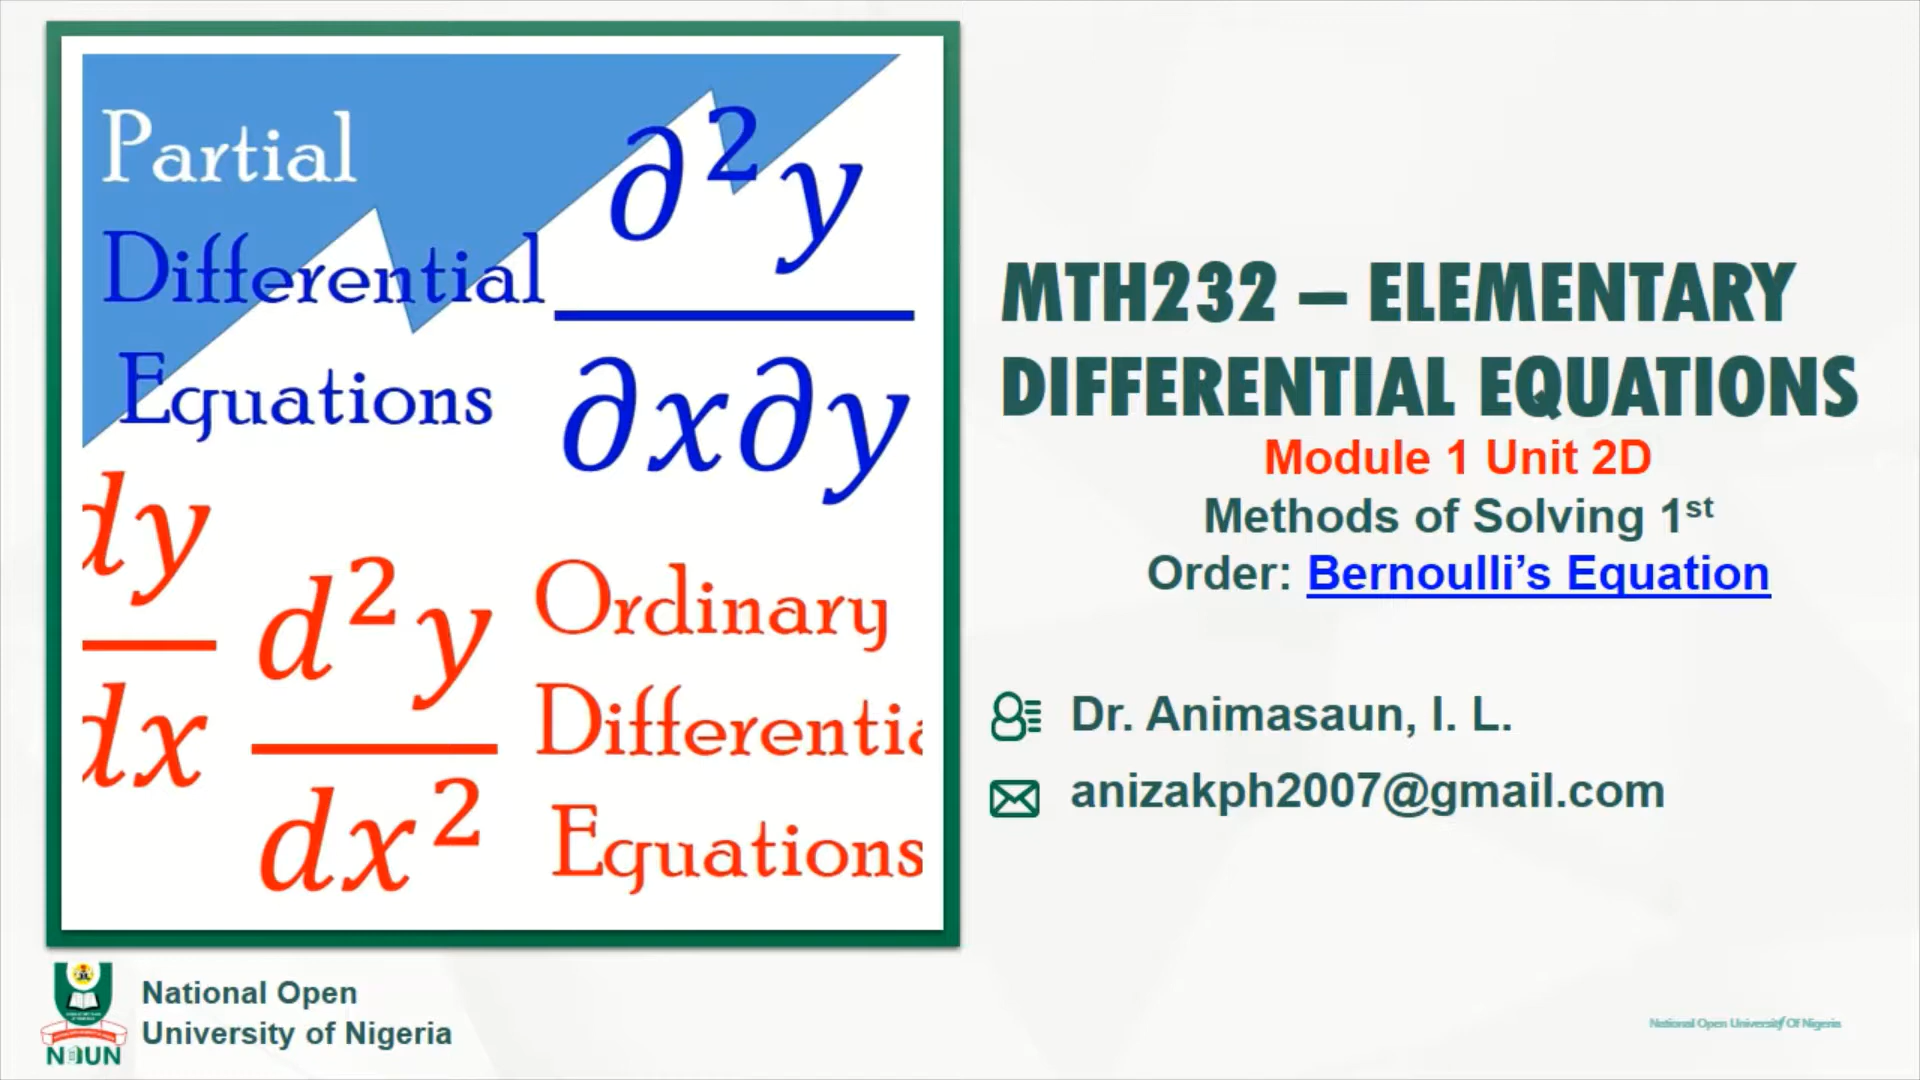 Partial
Differential
Equations
∂²y
∂x∂y
dy
dx
d²y
dx²
Ordinary
Differentia
Equations
MTH232 – ELEMENTARY
DIFFERENTIAL EQUATIONS
Module 1 Unit 2D
Methods of Solving 1st
Order: Bernoulli’s Equation
Dr. Animasaun, I. L.
anizakph2007@gmail.com
NOUN
National Open
University of Nigeria
National Open University Of Nigeria